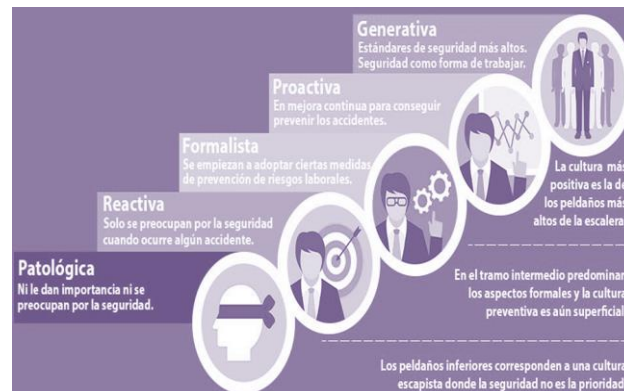 Generativa
Estándares de seguridad más altos.
Seguridad como forma de trabajar.
Proactiva
En mejora continua para conseguir
prevenir los accidentes.
Formalista
Se empiezan a adoptar ciertas medidas
de prevención de riesgos laborales.
Reactiva
Solo se preocupan por la seguridad
cuando ocurre algún accidente.
Patológica
Ni le dan importancia ni se
preocupan por la seguridad.
La cultura más
positiva es la de
los peldaños más
altos de la escalera
En el tramo intermedio predominan
los aspectos formales y la cultura
preventiva es aún superficial
Los peldaños inferiores corresponden a una cultura
escapista donde la seguridad no es la prioridad